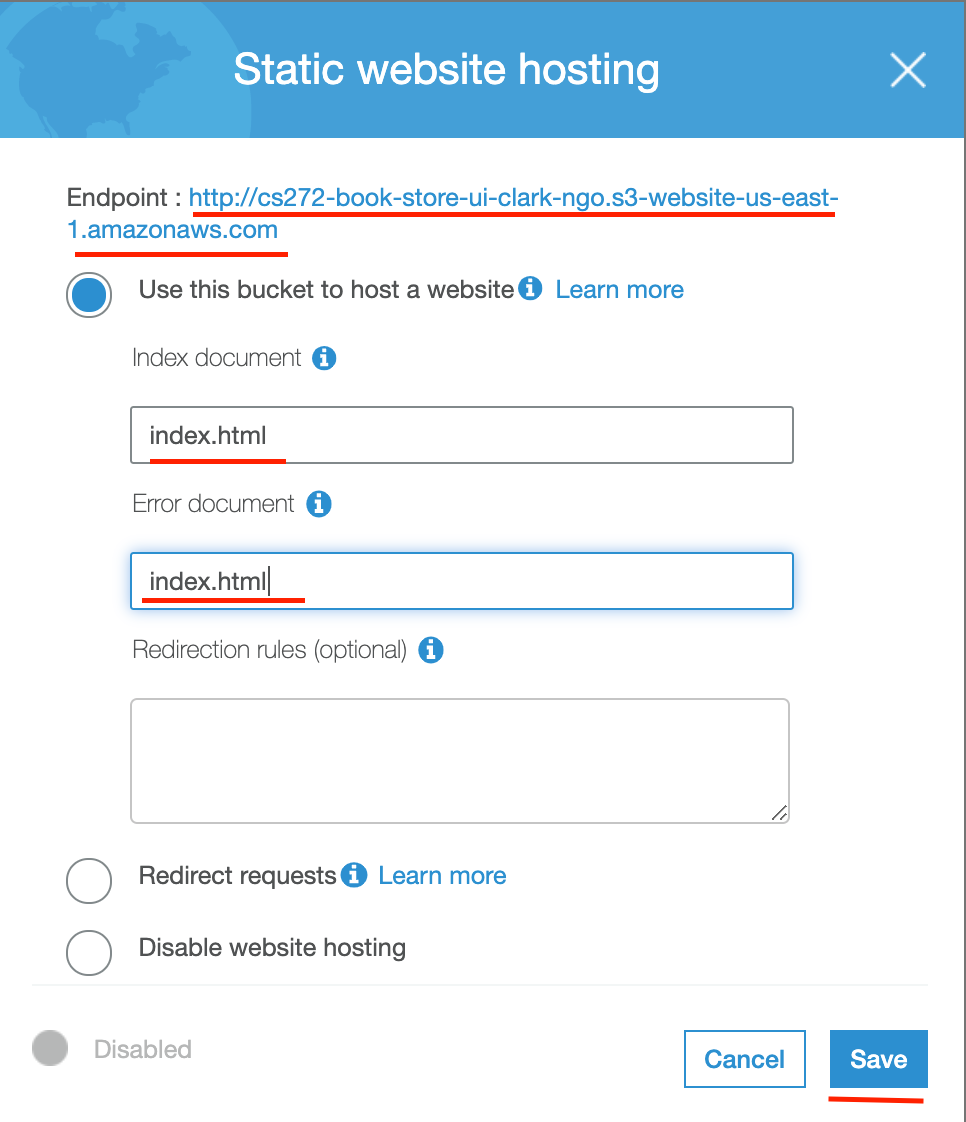 Static website hosting
Endpoint : http://cs272-book-store-ui-clark-ngo.s3-website-us-east-
1.amazonaws.com
Use this bucket to host a website Learn more
Index document
index.html
Error document
index.html
Redirection rules (optional)
Redirect requests Learn more
Disable website hosting
Disabled
Cancel Save